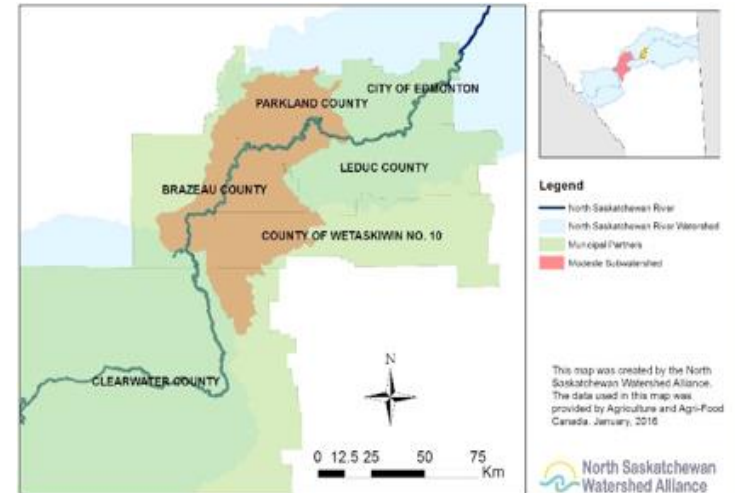 CITY OF EDMONTON
PARKLAND COUNTY
LEDUC COUNTY
BRAZEAU COUNTY
COUNTY OF WETASKIWIN NO. 10
CLEARWATER COUNTY
N
0 12.5 25 50 75
Km
Legend
North Saskatchewan River
North Saskatchewan River Watershed
Municipal Partners
Modeste Subwatershed
This map was created by the North
Saskatchewan Watershed Alliance.
The data used in this map was
provided by Agriculture and Agri-Food
Canada. January, 2016
North Saskatchewan
Watershed Alliance